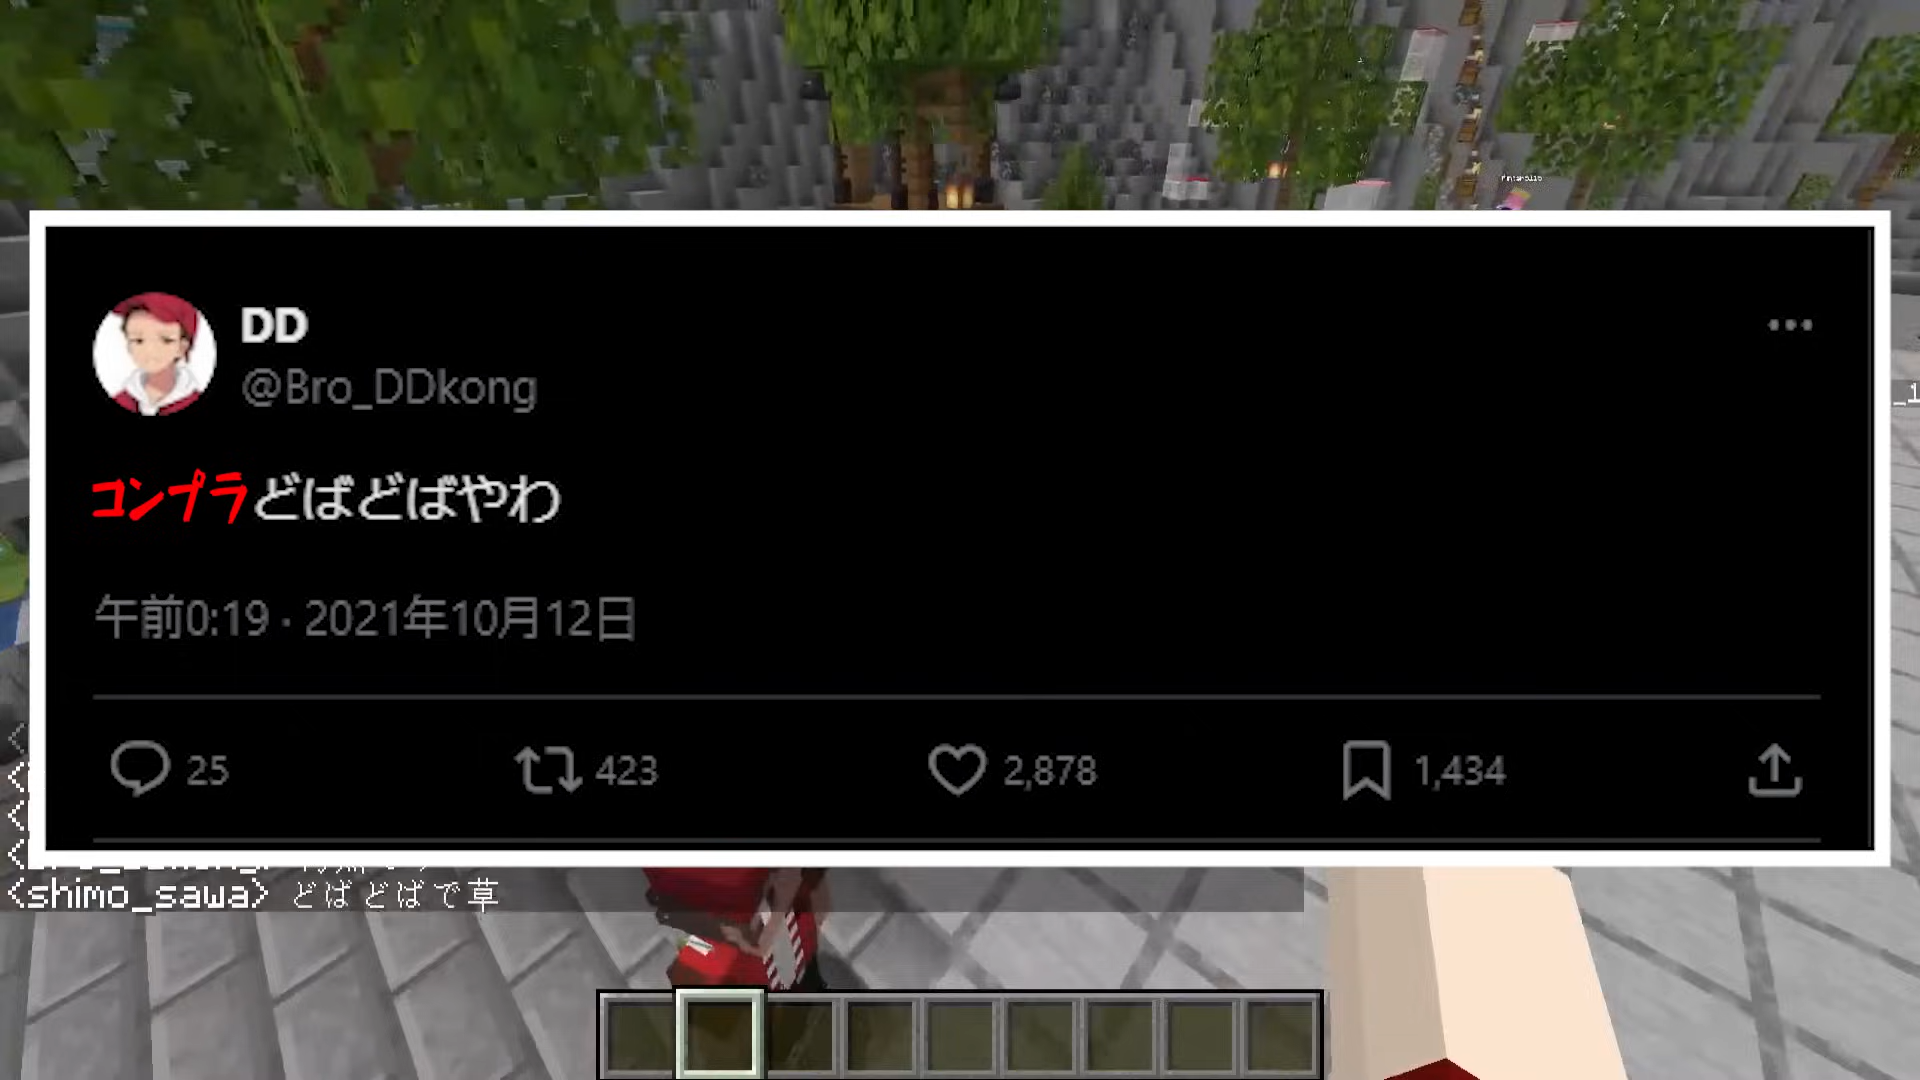 DD
@Bro_DDkong
コンプラどばどばやわ
午前0:19 · 2021年10月12日
25 423 2,878 1,434
<shimo_sawa> どばどばで草